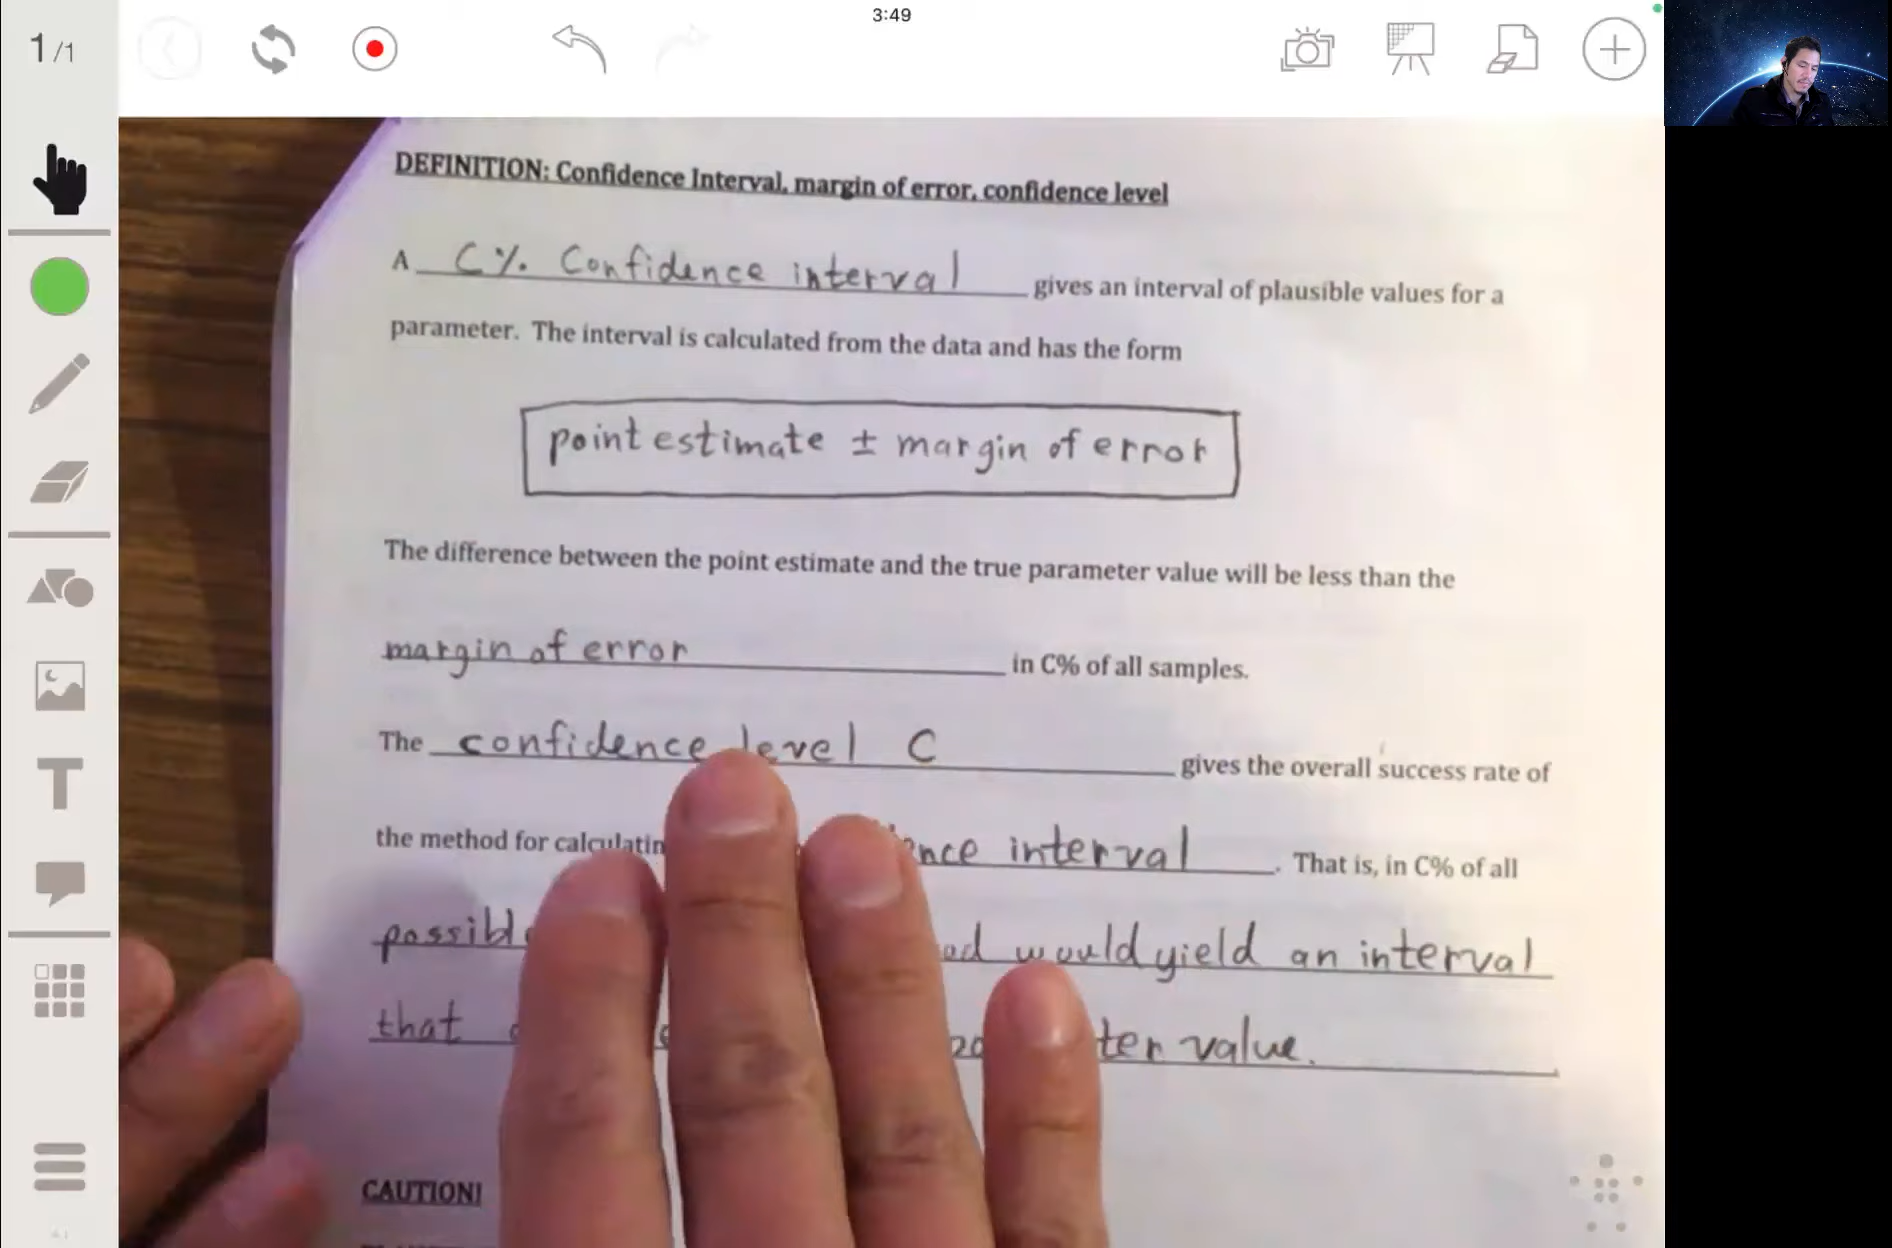 3:49
1/1
DEFINITION: Confidence Interval, margin of error, confidence level
A C% Confidence interval gives an interval of plausible values for a
parameter. The interval is calculated from the data and has the form
point estimate ± margin of error
The difference between the point estimate and the true parameter value will be less than the
margin of error in C% of all samples.
The confidence level C gives the overall success rate of
the method for interval. That is, in C% of all
would yield an interval
that value.
CAUTION!
T